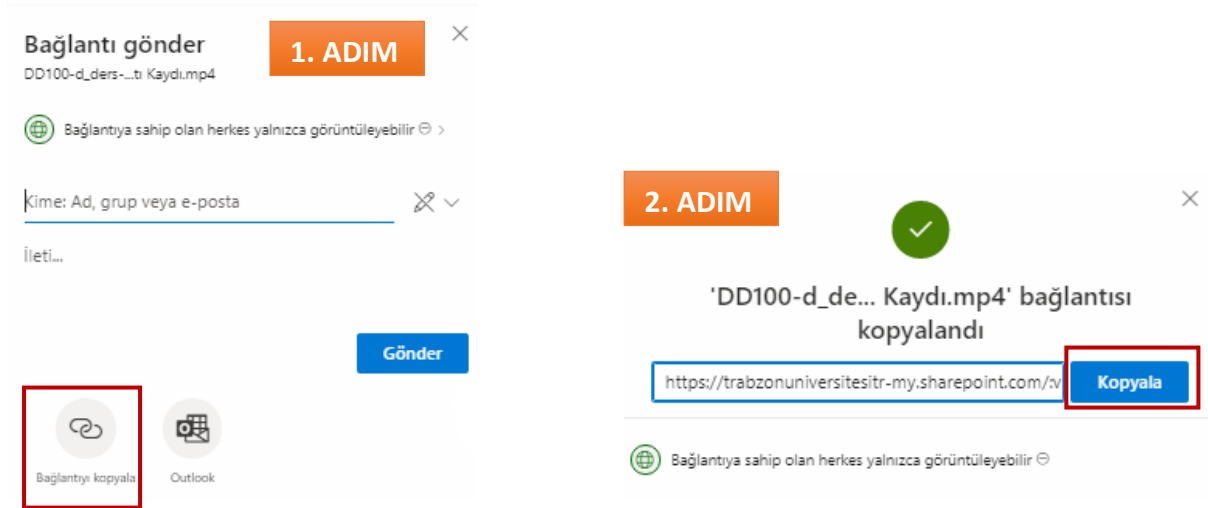 Bağlantı gönder
1. ADIM
DD100-d_ders-...tı Kaydı.mp4
Bağlantıya sahip olan herkes yalnızca görüntüleyebilir
Kime: Ad, grup veya e-posta
İleti...
Gönder
Bağlantıyı kopyala
Outlook
2. ADIM
'DD100-d_de... Kaydı.mp4' bağlantısı
kopyalandı
https://trabzonuniversitesitr-my.sharepoint.com/:v
Kopyala
Bağlantıya sahip olan herkes yalnızca görüntüleyebilir